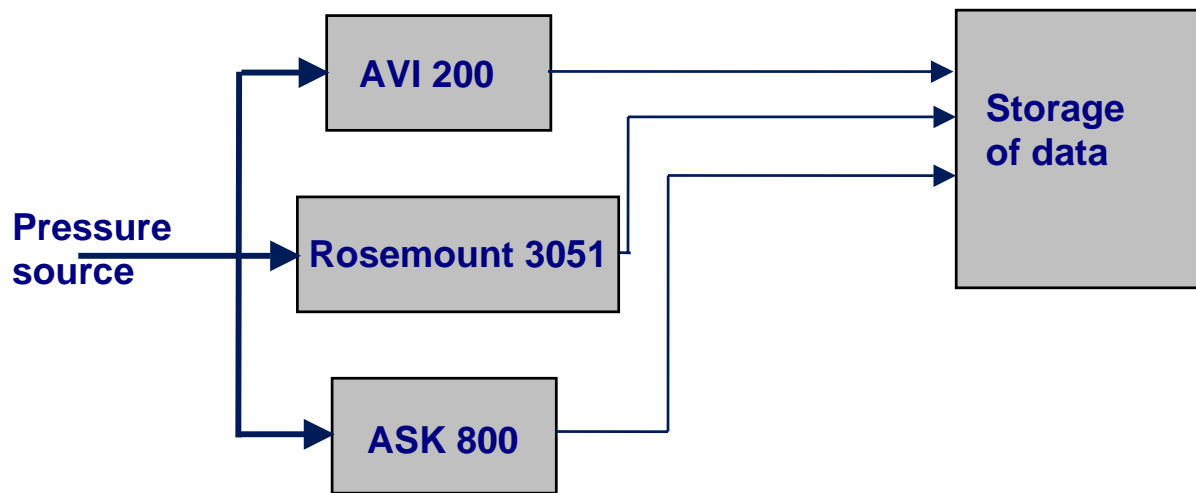 AVI 200
Storage
of data
Pressure
source
Rosemount 3051
ASK 800